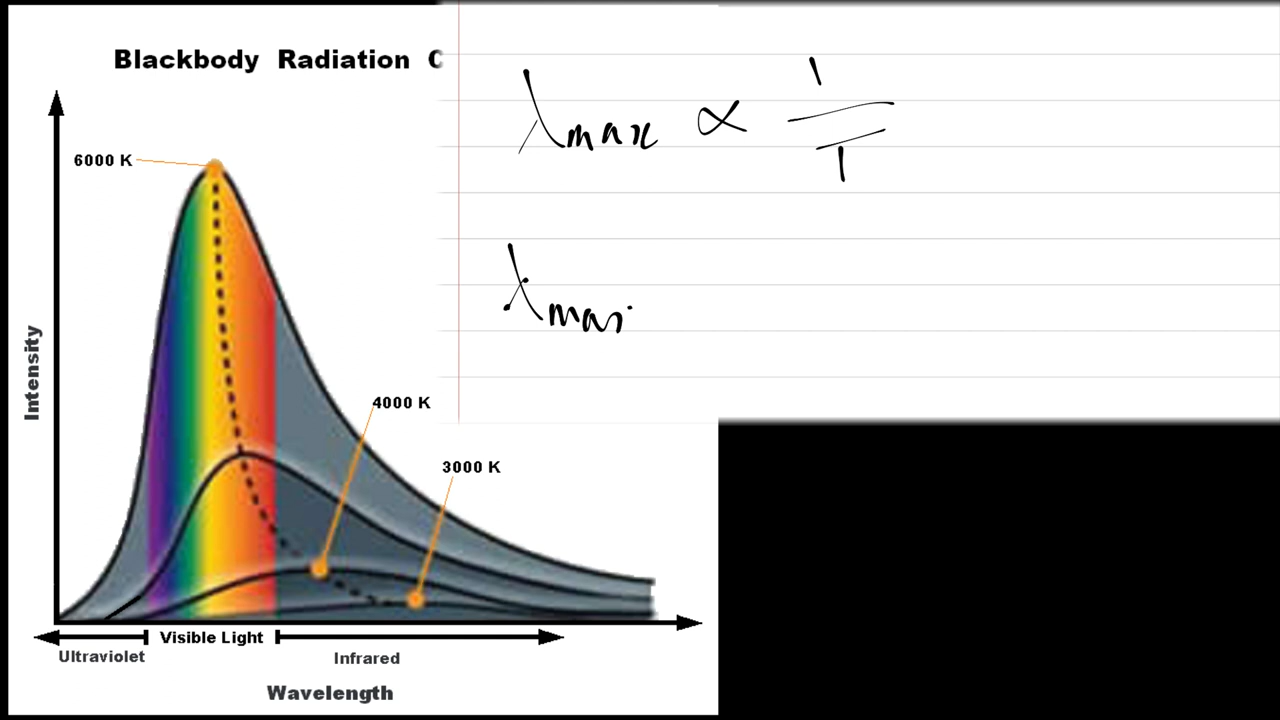 Blackbody Radiation
λmax ∝ 1/T
6000 K
λmax
Intensity
4000 K
3000 K
Visible Light
Ultraviolet
Infrared
Wavelength